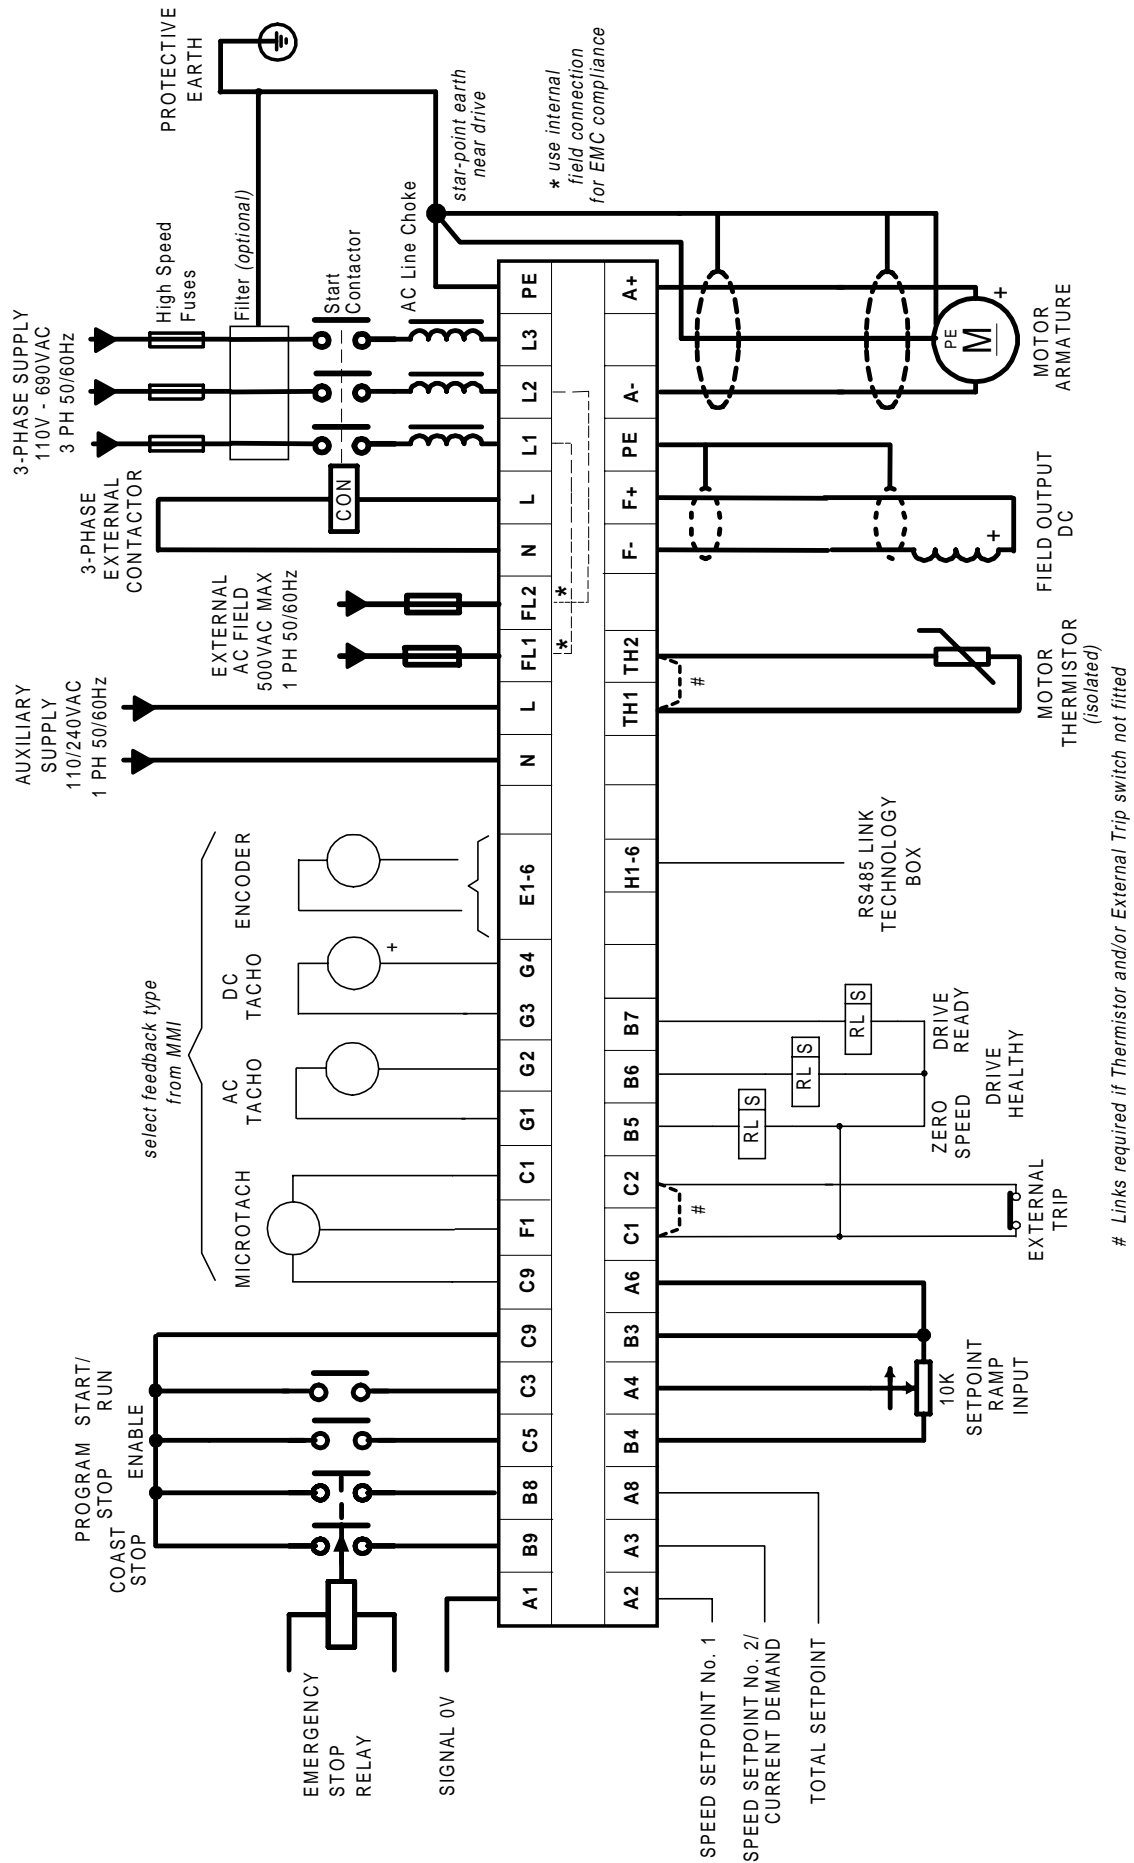 EMERGENCY
STOP
RELAY
SIGNAL 0V
COAST
STOP
PROGRAM
STOP
ENABLE
START/
RUN
MICROTACH
AC
TACHO
DC
TACHO
ENCODER
select feedback type
from MMI
AUXILIARY
SUPPLY
110/240VAC
1 PH 50/60Hz
EXTERNAL
AC FIELD
500VAC MAX
1 PH 50/60Hz
3-PHASE
EXTERNAL
CONTACTOR
CON
3-PHASE SUPPLY
110V - 690VAC
3 PH 50/60Hz
High Speed
Fuses
Filter (optional)
Start
Contactor
AC Line Choke
PROTECTIVE
EARTH
star-point earth
near drive
* use internal
field connection
for EMC compliance
A1 B9 B8 C5 C3 C9 C9 F1 C1 G1 G2 G3 G4 E1-6 N L FL1 FL2 N L L1 L2 L3 PE
* *
+
A2 A3 A8 B4 A4 B3 A6 C1 C2 B5 B6 B7 H1-6 TH1 TH2 F- F+ PE A- A+
# #
SPEED SETPOINT No. 1
SPEED SETPOINT No. 2/
CURRENT DEMAND
TOTAL SETPOINT
10K
SETPOINT
RAMP
INPUT
EXTERNAL
TRIP
RL S
RL S
RL S
ZERO
SPEED
DRIVE
HEALTHY
DRIVE
READY
RS485 LINK
TECHNOLOGY
BOX
MOTOR
THERMISTOR
(isolated)
+
FIELD OUTPUT
DC
PE
M
+
MOTOR
ARMATURE
# Links required if Thermistor and/or External Trip switch not fitted